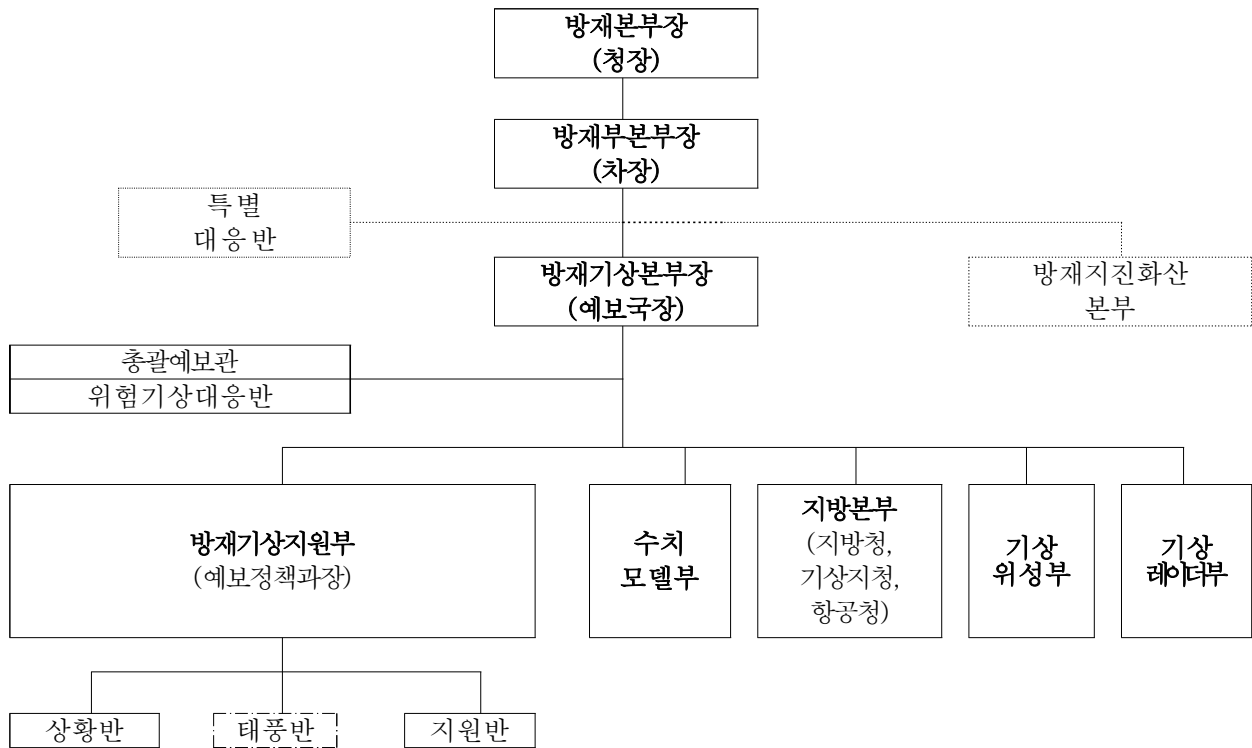 방재본부장
(청장)
방재부본부장
(차장)
특별
대응반
방재기상본부장
(예보국장)
방재지진화산
본부
총괄예보관
위험기상대응반
방재기상지원부
(예보정책과장)
수치
모델부
지방본부
(지방청,
기상지청,
항공청)
기상
위성부
기상
레이더부
상황반
태풍반
지원반